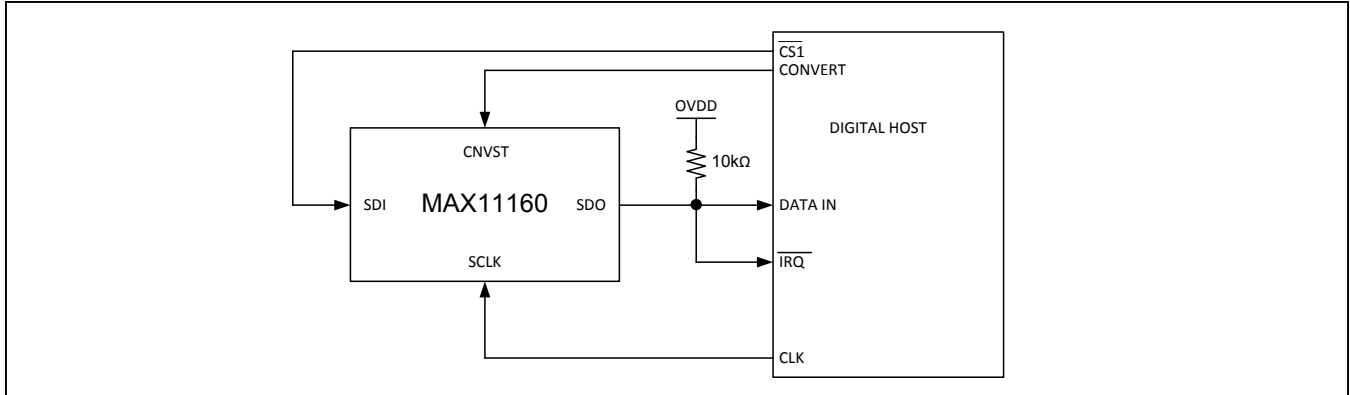 CS1
CONVERT
OVDD
DIGITAL HOST
10kΩ
CNVST
SDI
MAX11160
SDO
DATA IN
SCLK
IRQ
CLK